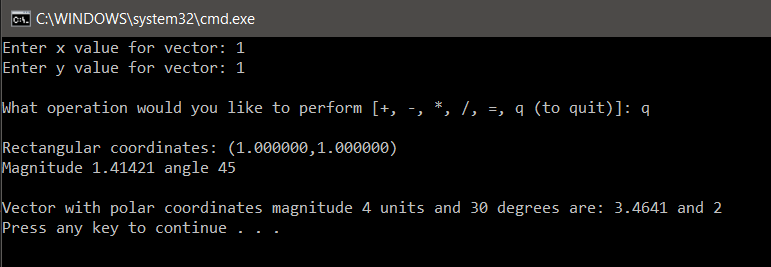 C:\WINDOWS\system32\cmd.exe
Enter x value for vector: 1
Enter y value for vector: 1
What operation would you like to perform [+, -, *, /, =, q (to quit)]: q
Rectangular coordinates: (1.000000,1.000000)
Magnitude 1.41421 angle 45
Vector with polar coordinates magnitude 4 units and 30 degrees are: 3.4641 and 2
Press any key to continue . . .